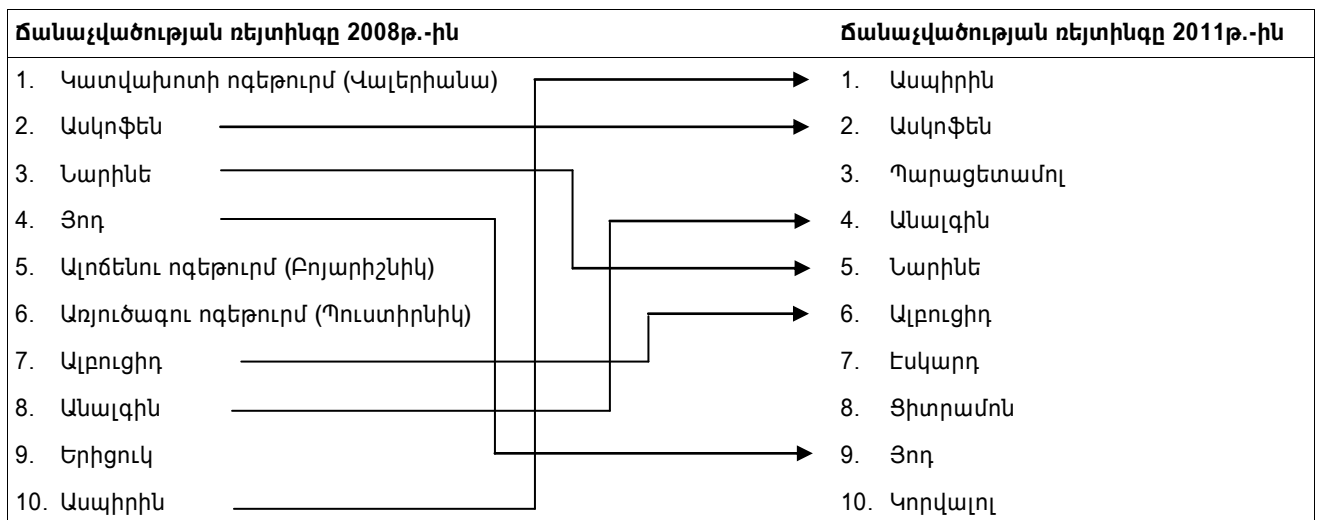 Ճանաչվածության ռեյտինգը 2008թ.-ին	Ճանաչվածության ռեյտինգը 2011թ.-ին
1. Կատվախոտի ոգեթուրմ (Վալերիանա)	1. Ասպիրին
2. Ասկոֆեն	2. Ասկոֆեն
3. Նարինե	3. Պարացետամոլ
4. Յոդ	4. Անալգին
5. Ալոճենու ոգեթուրմ (Բոյարիշնիկ)	5. Նարինե
6. Առյուծագու ոգեթուրմ (Պուստիրնիկ)	6. Ալբուցիդ
7. Ալբուցիդ	7. Էսկարդ
8. Անալգին	8. Ցիտրամոն
9. Երիցուկ	9. Յոդ
10. Ասպիրին	10. Կորվալոլ